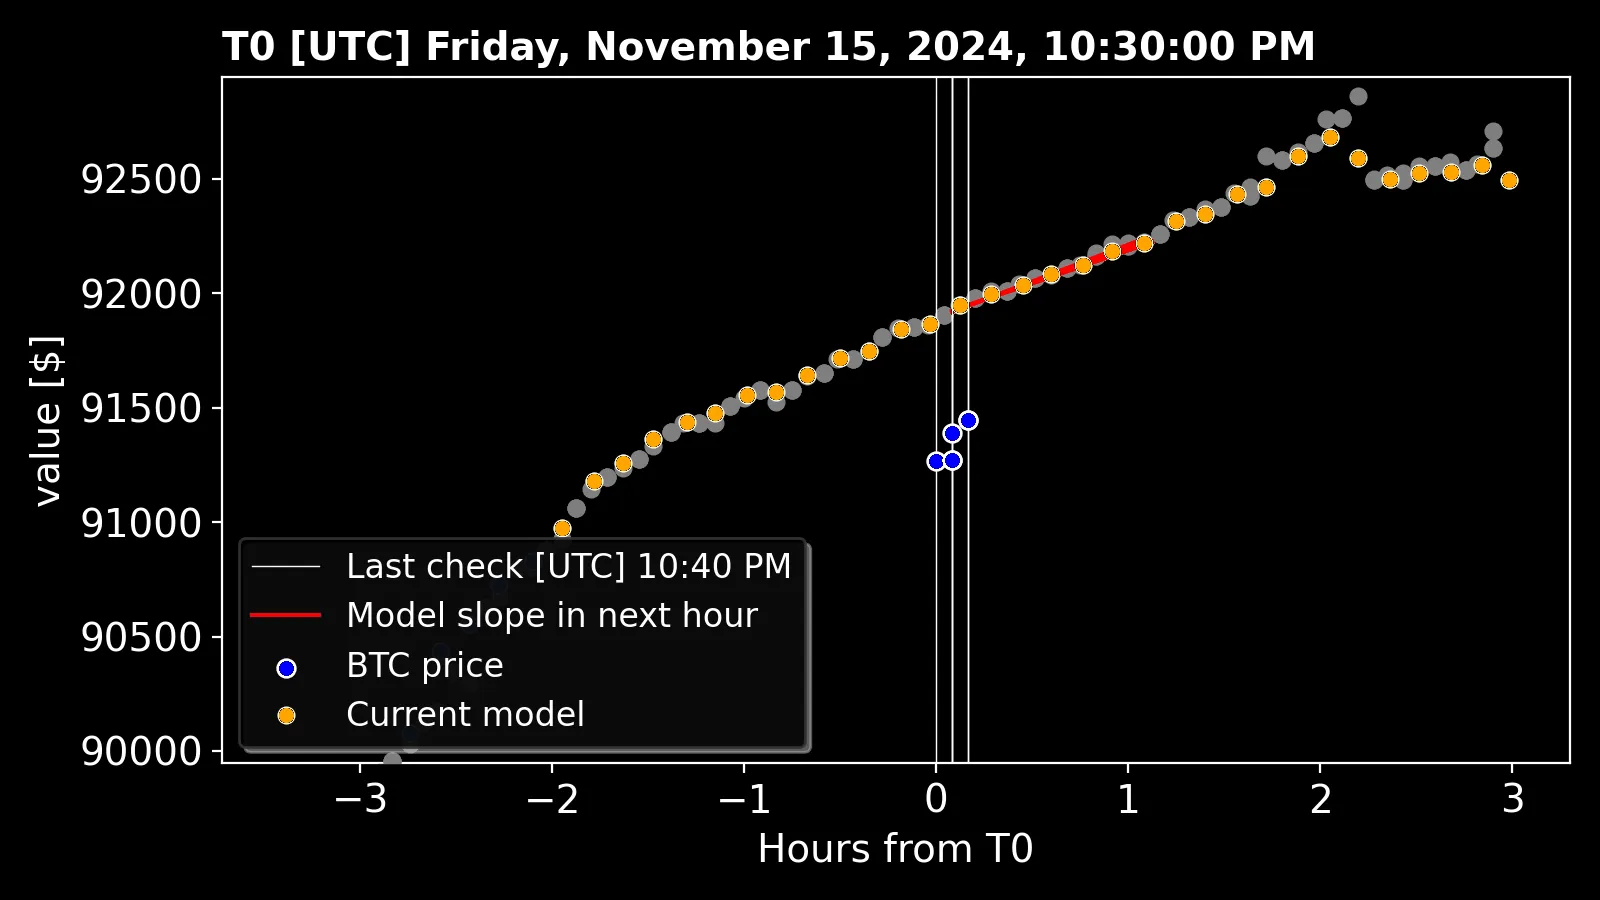 T0 [UTC] Friday, November 15, 2024, 10:30:00 PM
value [$]
92500
92000
91500
91000
90500
90000
Last check [UTC] 10:40 PM
Model slope in next hour
BTC price
Current model
−3 −2 −1 0 1 2 3
Hours from T0